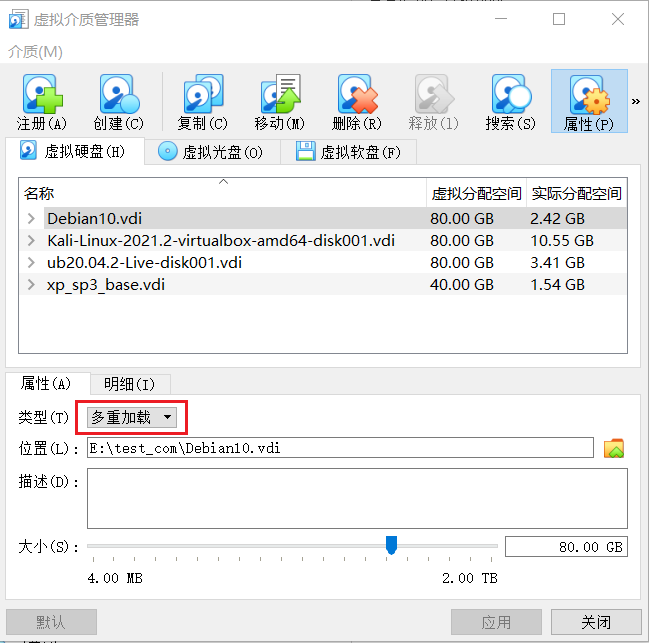 虚拟介质管理器
介质(M)
注册(A) 创建(C) 复制(C) 移动(M) 删除(R) 释放(l) 搜索(S) 属性(P) »
虚拟硬盘(H) 虚拟光盘(O) 虚拟软盘(F)
名称 虚拟分配空间 实际分配空间
Debian10.vdi 80.00 GB 2.42 GB
Kali-Linux-2021.2-virtualbox-amd64-disk001.vdi 80.00 GB 10.55 GB
ub20.04.2-Live-disk001.vdi 80.00 GB 3.41 GB
xp_sp3_base.vdi 40.00 GB 1.54 GB
属性(A) 明细(I)
类型(T) 多重加载
位置(L): E:\test_com\Debian10.vdi
描述(D):
大小(S): 80.00 GB
4.00 MB 2.00 TB
默认 应用 关闭